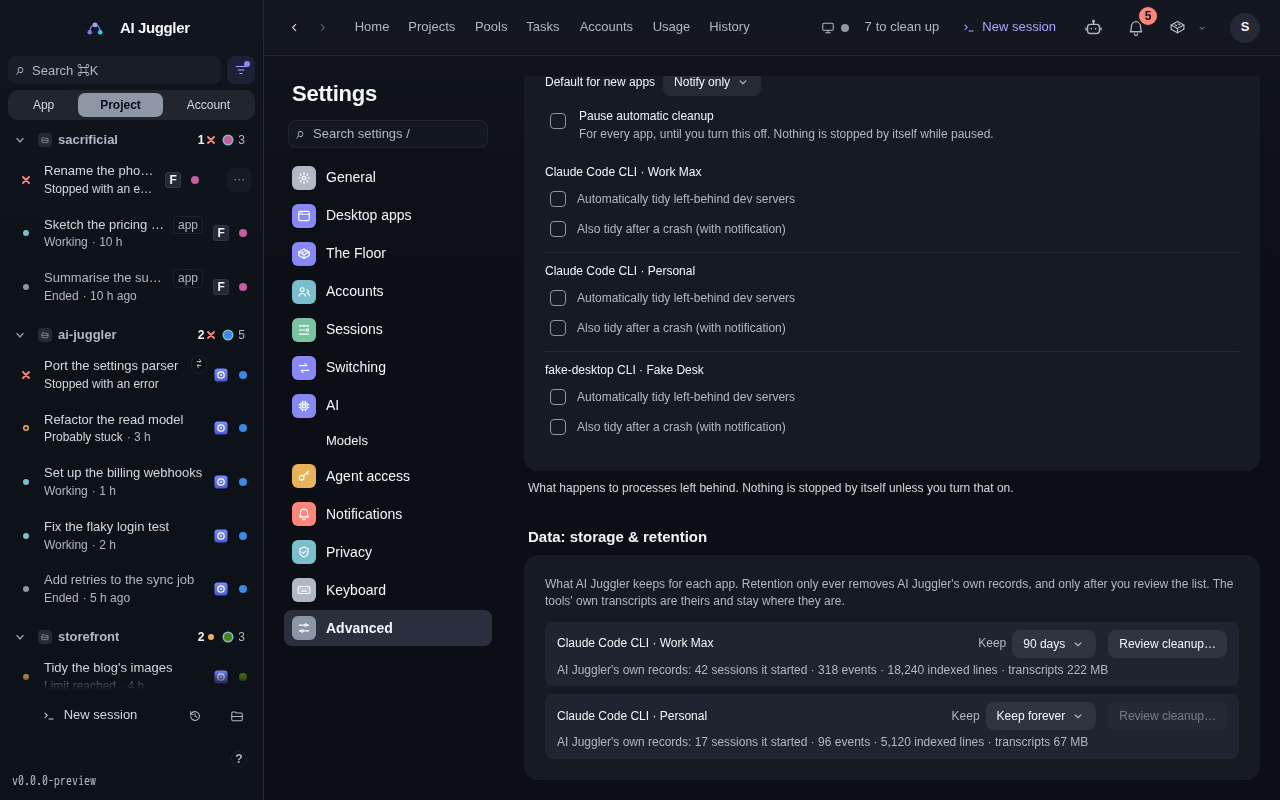 AI Juggler
Search ⌘K
App Project Account
sacrificial 1 3
Rename the pho…
Stopped with an e…
F
Sketch the pricing … app
Working · 10 h
F
Summarise the su… app
Ended · 10 h ago
F
ai-juggler 2 5
Port the settings parser
Stopped with an error
Refactor the read model
Probably stuck · 3 h
Set up the billing webhooks
Working · 1 h
Fix the flaky login test
Working · 2 h
Add retries to the sync job
Ended · 5 h ago
storefront 2 3
Tidy the blog's images
Limit reached · 4 h
New session
?
v0.0.0-preview
Home Projects Pools Tasks Accounts Usage History
7 to clean up
New session
5
S
Settings
Search settings /
General
Desktop apps
The Floor
Accounts
Sessions
Switching
AI
Models
Agent access
Notifications
Privacy
Keyboard
Advanced
Default for new apps Notify only
Pause automatic cleanup
For every app, until you turn this off. Nothing is stopped by itself while paused.
Claude Code CLI · Work Max
Automatically tidy left-behind dev servers
Also tidy after a crash (with notification)
Claude Code CLI · Personal
Automatically tidy left-behind dev servers
Also tidy after a crash (with notification)
fake-desktop CLI · Fake Desk
Automatically tidy left-behind dev servers
Also tidy after a crash (with notification)
What happens to processes left behind. Nothing is stopped by itself unless you turn that on.
Data: storage & retention
What AI Juggler keeps for each app. Retention only ever removes AI Juggler's own records, and only after you review the list. The
tools' own transcripts are theirs and stay where they are.
Claude Code CLI · Work Max Keep 90 days Review cleanup…
AI Juggler's own records: 42 sessions it started · 318 events · 18,240 indexed lines · transcripts 222 MB
Claude Code CLI · Personal Keep Keep forever Review cleanup…
AI Juggler's own records: 17 sessions it started · 96 events · 5,120 indexed lines · transcripts 67 MB